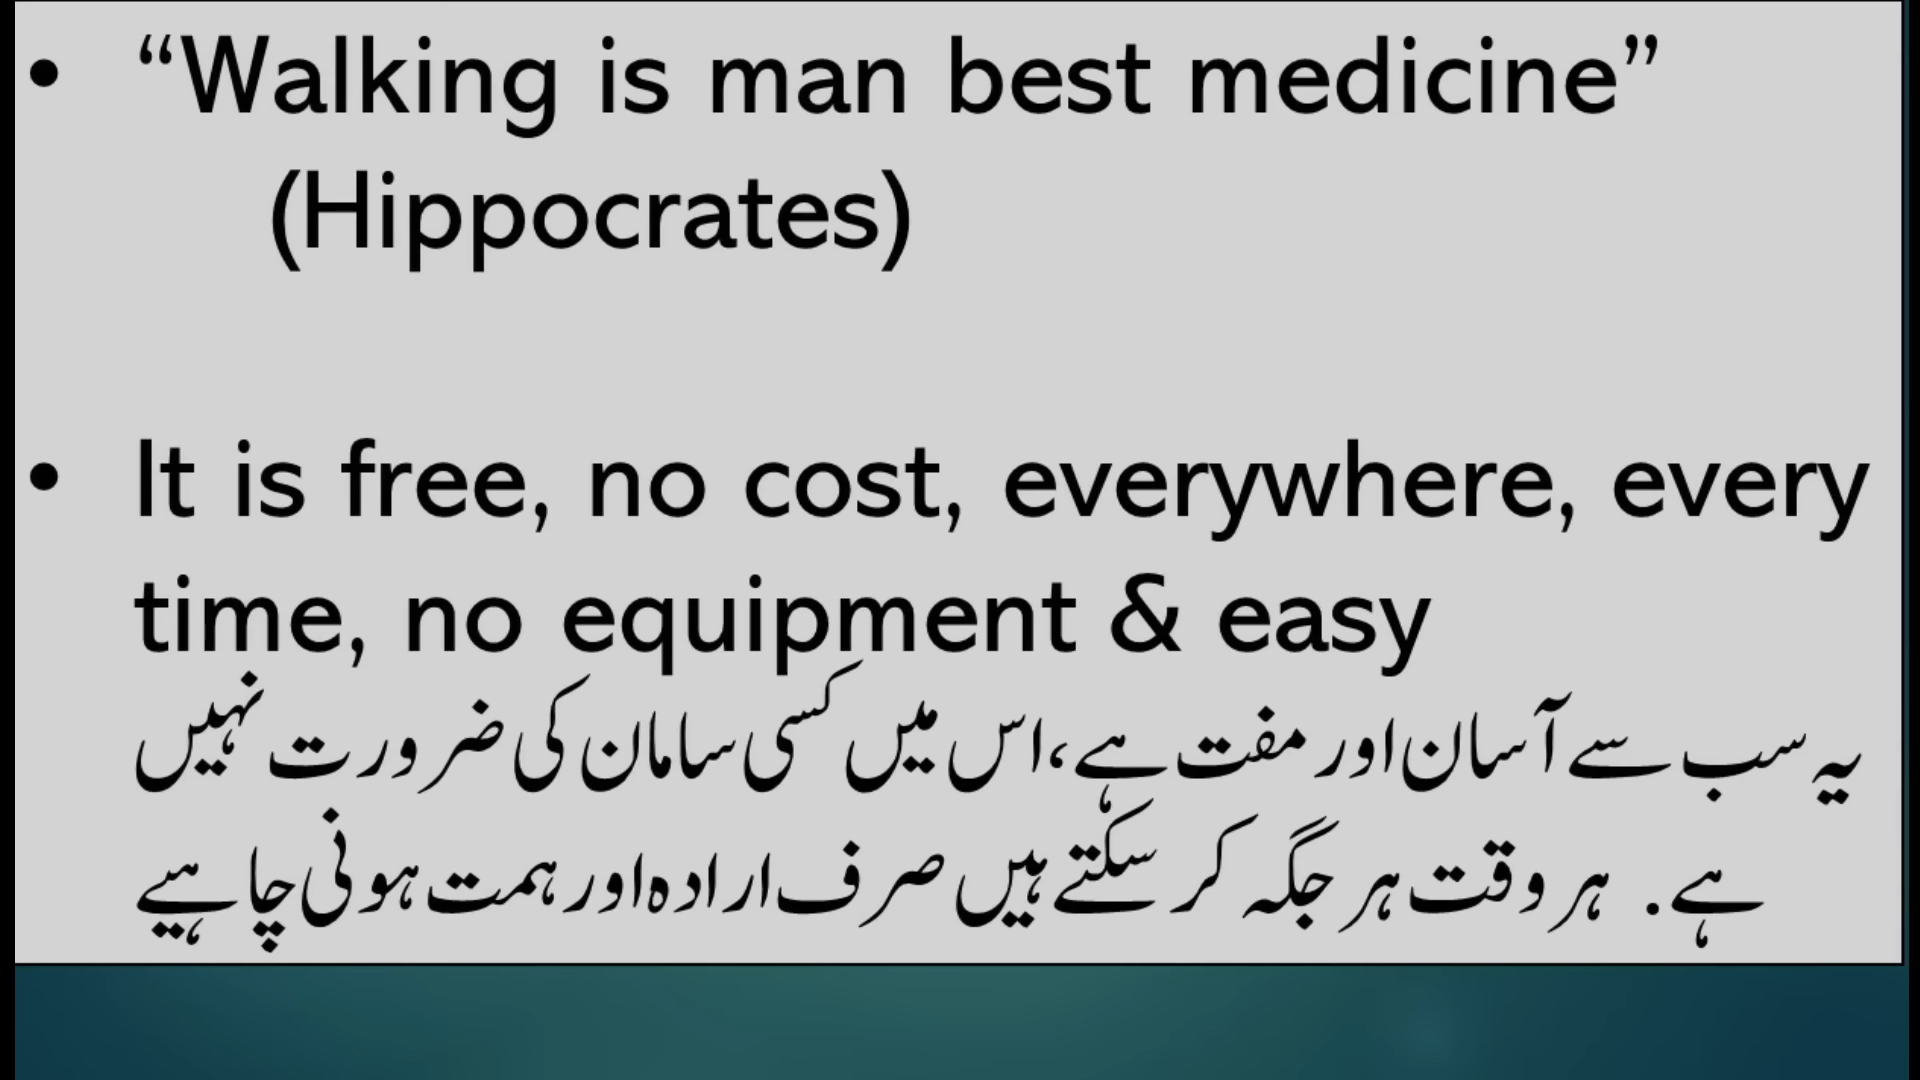 • “Walking is man best medicine”
(Hippocrates)
• It is free, no cost, everywhere, every
time, no equipment & easy
یہ سب سے آسان اور مفت ہے، اس میں کسی سامان کی ضرورت نہیں
ہے . ہر وقت ہر جگہ کر سکتے ہیں صرف ارادہ اور ہمت ہونی چاہیے